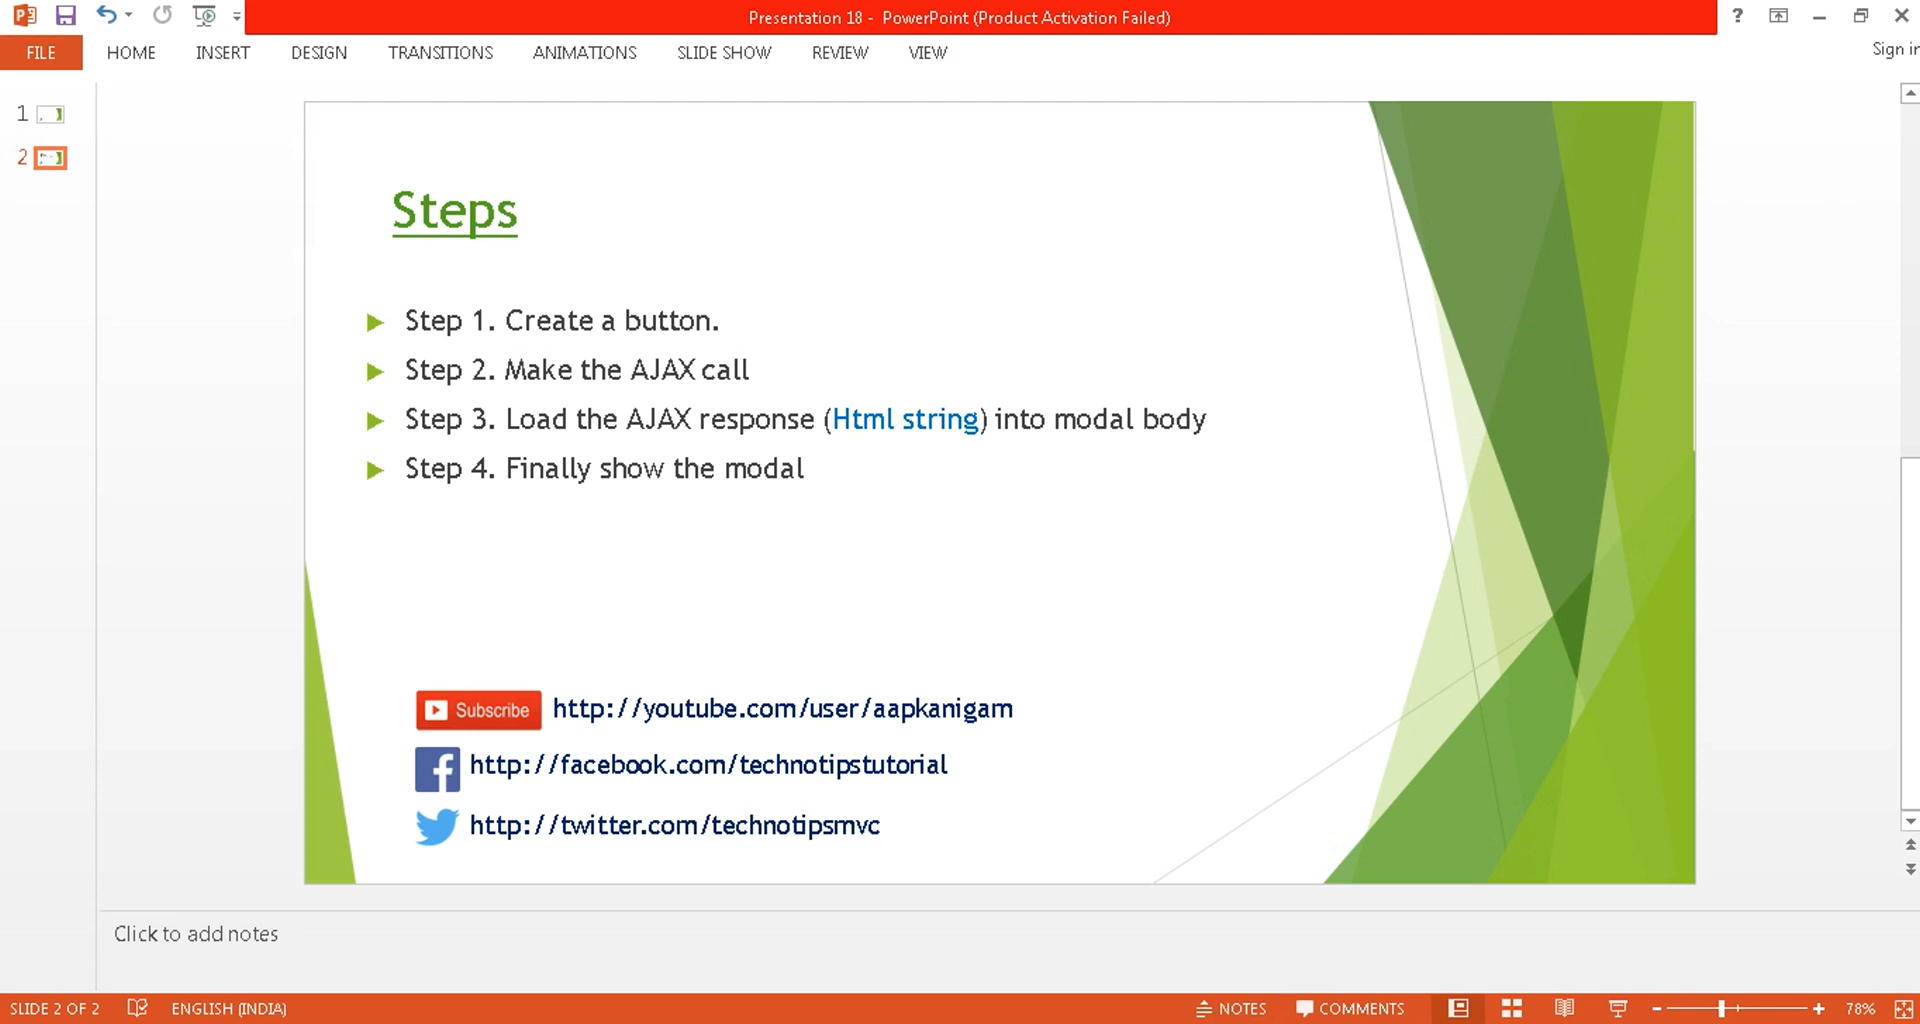 Presentation 18 - PowerPoint (Product Activation Failed)
?
FILE HOME INSERT DESIGN TRANSITIONS ANIMATIONS SLIDE SHOW REVIEW VIEW
Sign in
1
2
Steps
Step 1. Create a button.
Step 2. Make the AJAX call
Step 3. Load the AJAX response (Html string) into modal body
Step 4. Finally show the modal
Subscribe http://youtube.com/user/aapkanigam
http://facebook.com/technotipstutorial
http://twitter.com/technotipsmvc
Click to add notes
SLIDE 2 OF 2 ENGLISH (INDIA) NOTES COMMENTS 78%